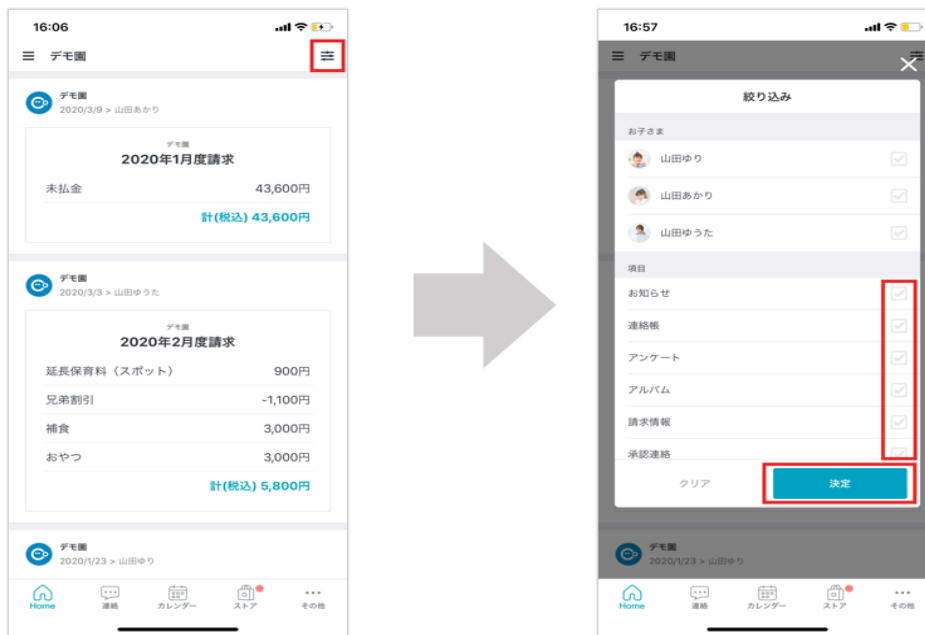 16:06
デモ園
デモ園
2020/3/9 > 山田あかり
デモ園
2020年1月度請求
未払金 43,600円
計(税込) 43,600円
デモ園
2020/3/3 > 山田ゆうた
デモ園
2020年2月度請求
延長保育料（スポット） 900円
兄弟割引 -1,100円
補食 3,000円
おやつ 3,000円
計(税込) 5,800円
デモ園
2020/1/23 > 山田ゆり
Home 連絡 カレンダー ストア その他
16:57
デモ園
絞り込み
お子さま
山田ゆり
山田あかり
山田ゆうた
項目
お知らせ
連絡帳
アンケート
アルバム
請求情報
承認連絡
クリア 決定
デモ園
2020/1/23 > 山田ゆり
Home 連絡 カレンダー ストア その他